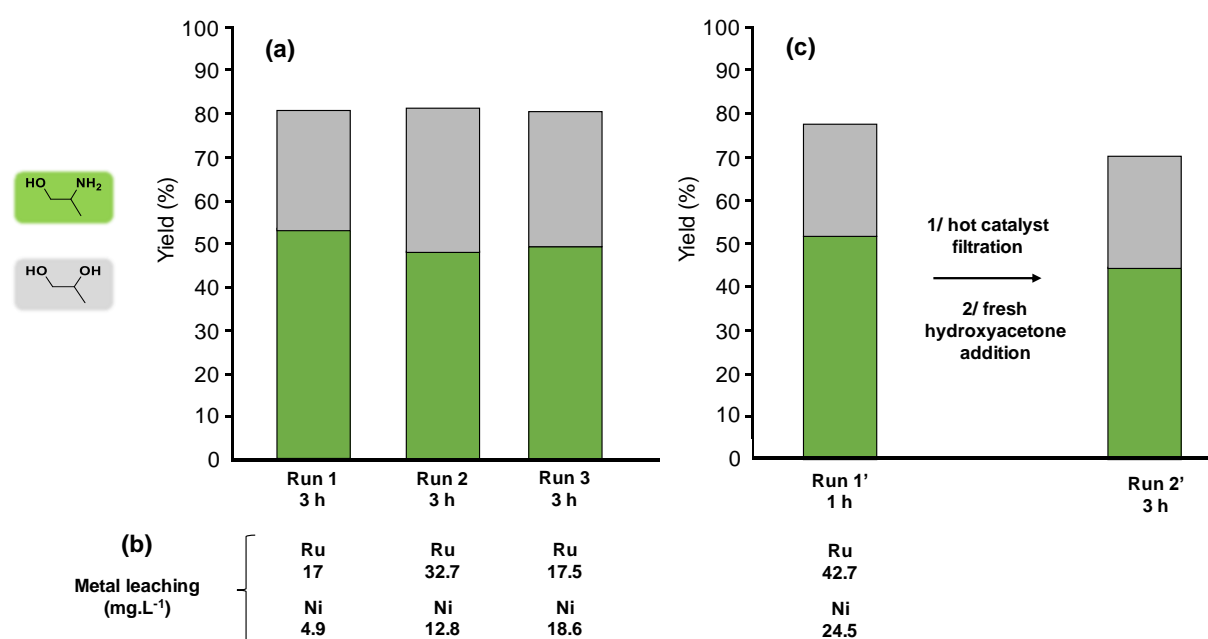 (a)
Yield (%)
100
90
80
70
60
50
40
30
20
10
0
HO NH₂
HO OH
Run 1
3 h
Run 2
3 h
Run 3
3 h
(c)
Yield (%)
100
90
80
70
60
50
40
30
20
10
0
1/ hot catalyst
filtration
2/ fresh
hydroxyacetone
addition
Run 1’
1 h
Run 2’
3 h
(b)
Metal leaching
(mg.L⁻¹)
Ru
17
Ru
32.7
Ru
17.5
Ru
42.7
Ni
4.9
Ni
12.8
Ni
18.6
Ni
24.5